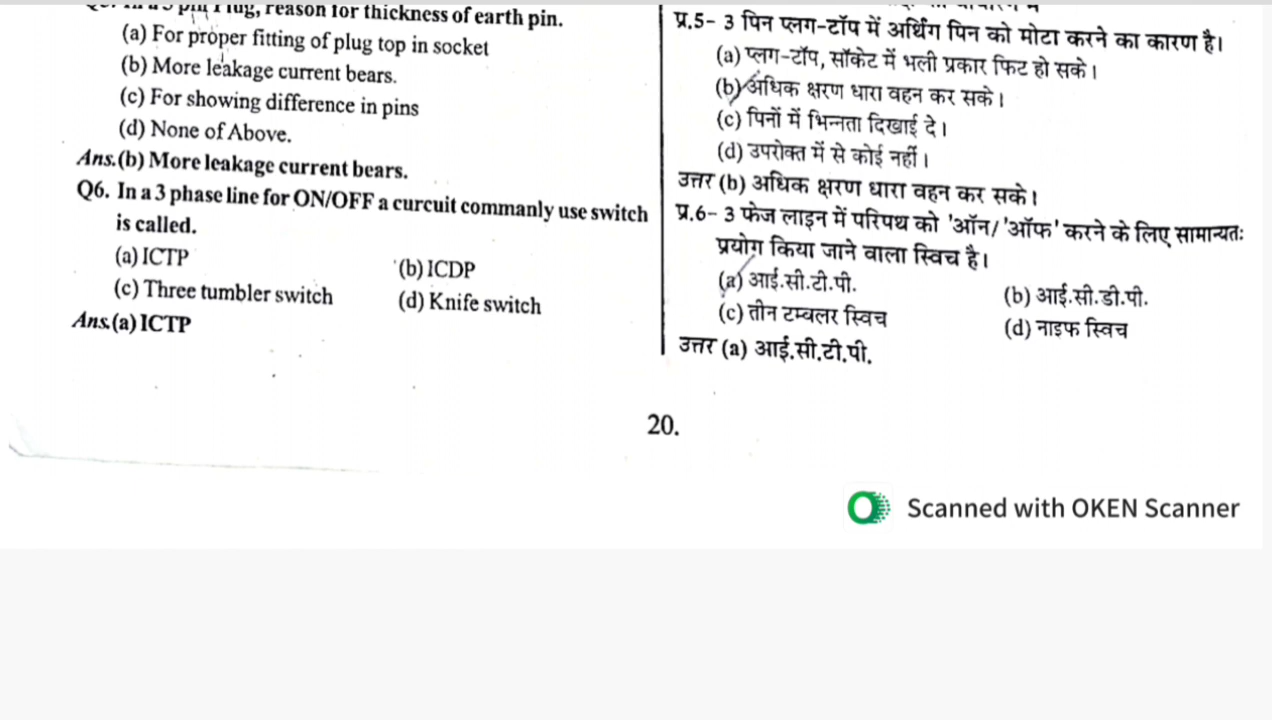 in a 3 pin Plug, reason for thickness of earth pin.
(a) For proper fitting of plug top in socket
(b) More leakage current bears.
(c) For showing difference in pins
(d) None of Above.
Ans.(b) More leakage current bears.
Q6. In a 3 phase line for ON/OFF a curcuit commanly use switch
is called.
(a) ICTP
(b) ICDP
(c) Three tumbler switch
(d) Knife switch
Ans.(a) ICTP
प्र.5- 3 पिन प्लग-टॉप में अर्थिंग पिन को मोटा करने का कारण है।
(a) प्लग-टॉप, सॉकेट में भली प्रकार फिट हो सके।
(b) अधिक क्षरण धारा वहन कर सके।
(c) पिनों में भिन्नता दिखाई दे।
(d) उपरोक्त में से कोई नहीं।
उत्तर (b) अधिक क्षरण धारा वहन कर सके।
प्र.6- 3 फेज लाइन में परिपथ को 'ऑन/'ऑफ' करने के लिए सामान्यतः
प्रयोग किया जाने वाला स्विच है।
(a) आई.सी.टी.पी.
(b) आई.सी.डी.पी.
(c) तीन टम्बलर स्विच
(d) नाइफ स्विच
उत्तर (a) आई.सी.टी.पी.
20.
Scanned with OKEN Scanner